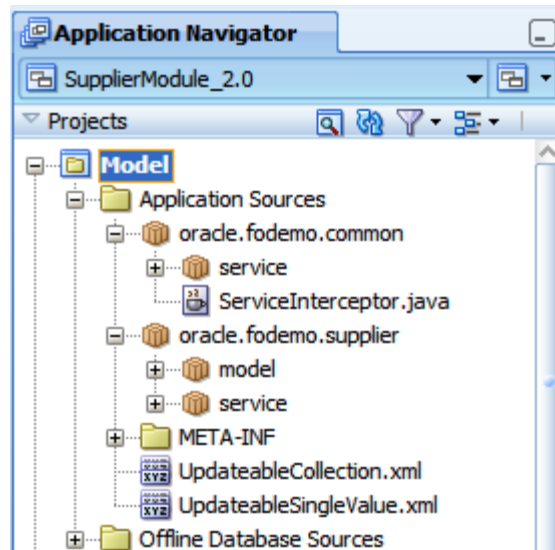 Application Navigator
SupplierModule_2.0
Projects
Model
Application Sources
oracle.fodemo.common
service
ServiceInterceptor.java
oracle.fodemo.supplier
model
service
META-INF
UpdateableCollection.xml
UpdateableSingleValue.xml
Offline Database Sources